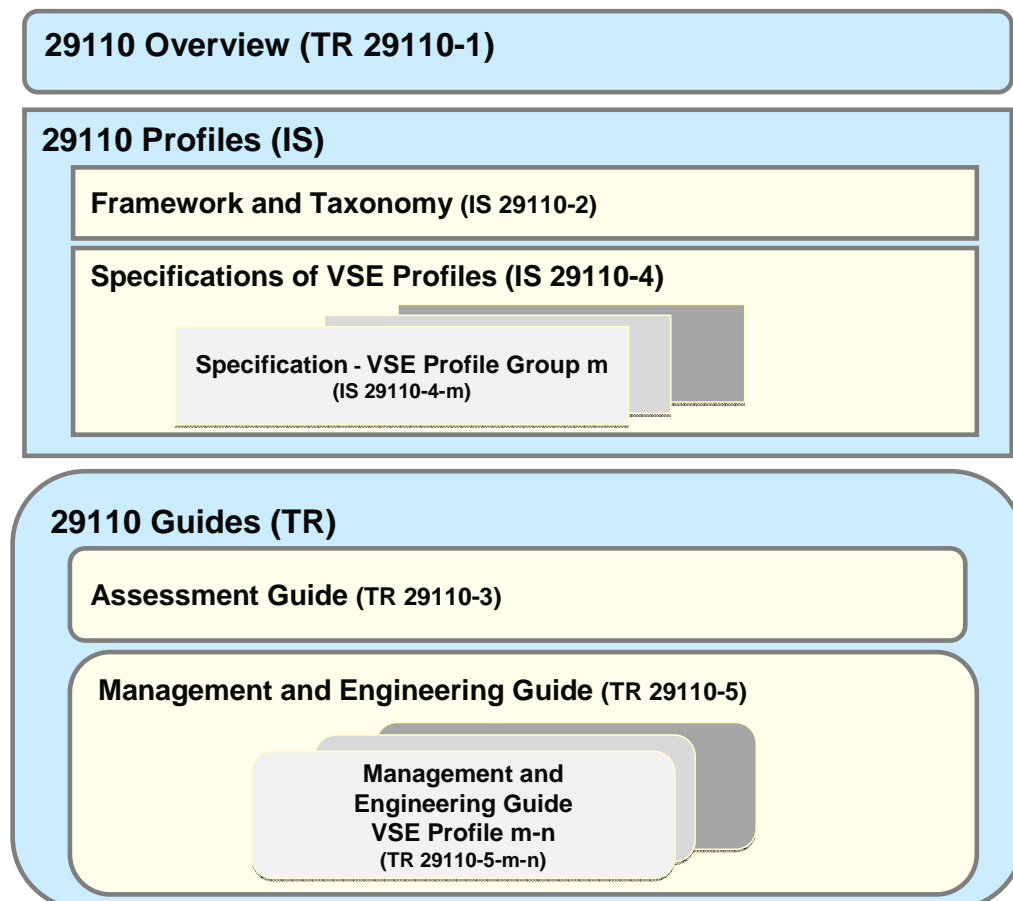 29110 Overview (TR 29110-1)
29110 Profiles (IS)
Framework and Taxonomy (IS 29110-2)
Specifications of VSE Profiles (IS 29110-4)
Specification - VSE Profile Group m
(IS 29110-4-m)
29110 Guides (TR)
Assessment Guide (TR 29110-3)
Management and Engineering Guide (TR 29110-5)
Management and
Engineering Guide
VSE Profile m-n
(TR 29110-5-m-n)